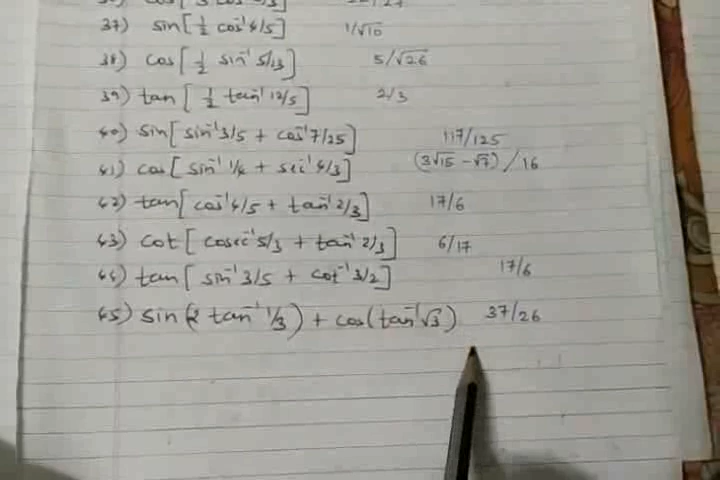 37) sin[½ cos⁻¹ 4/5] 1/√10
38) cos[½ sin⁻¹ 5/13] 5/√26
39) tan[½ tan⁻¹ 12/5] 2/3
40) sin[sin⁻¹ 3/5 + cos⁻¹ 7/25] 117/125
41) cos[sin⁻¹ 1/4 + sec⁻¹ 4/3] (3√15 - √7)/16
42) tan[cos⁻¹ 4/5 + tan⁻¹ 2/3] 17/6
43) cot[cosec⁻¹ 5/3 + tan⁻¹ 2/3] 6/17
44) tan[sin⁻¹ 3/5 + cot⁻¹ 3/2] 17/6
45) sin(2 tan⁻¹ 1/3) + cos(tan⁻¹ √3) 37/26